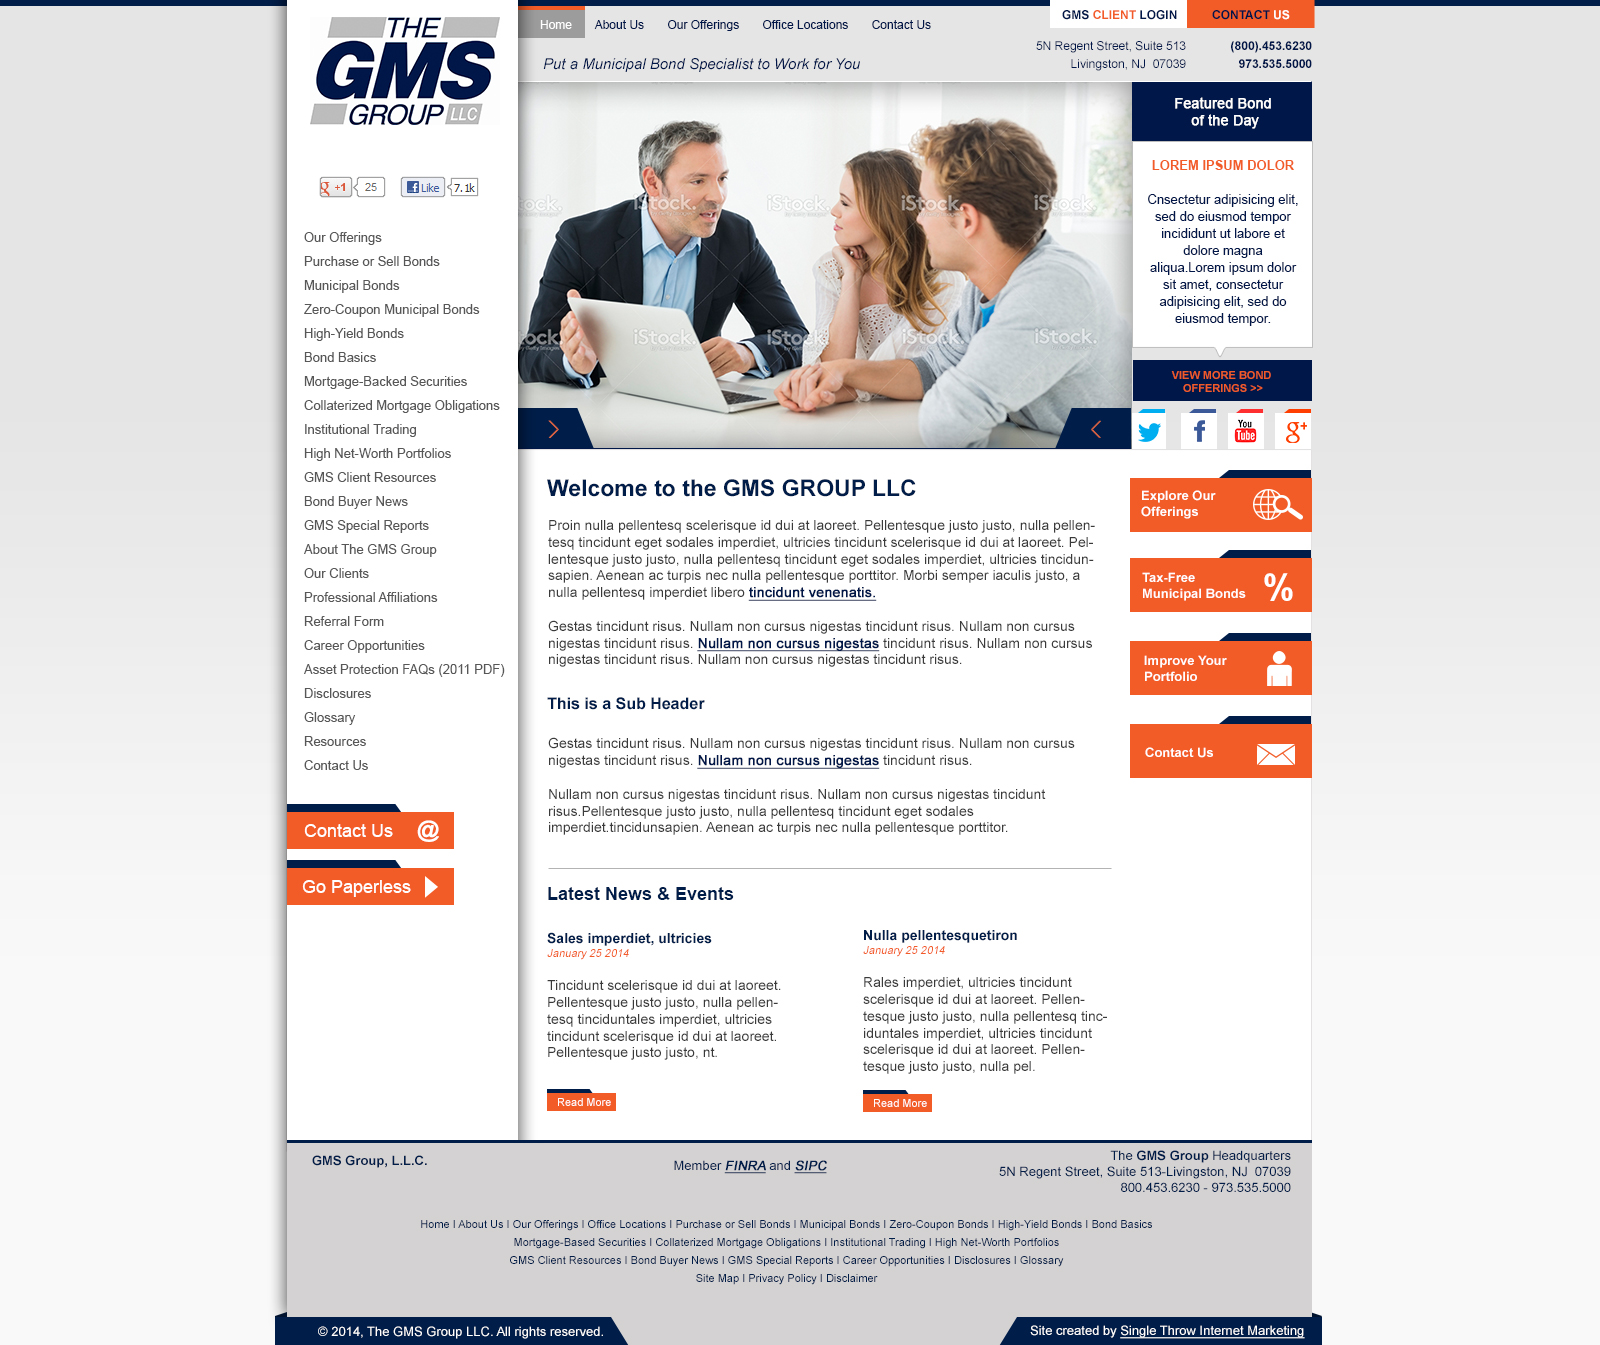 THE
GMS
GROUP LLC
Home
About Us
Our Offerings
Office Locations
Contact Us
GMS CLIENT LOGIN
CONTACT US
Put a Municipal Bond Specialist to Work for You
5N Regent Street, Suite 513
Livingston, NJ 07039
(800).453.6230
973.535.5000
+1
25
Like
7.1k
Our Offerings
Purchase or Sell Bonds
Municipal Bonds
Zero-Coupon Municipal Bonds
High-Yield Bonds
Bond Basics
Mortgage-Backed Securities
Collaterized Mortgage Obligations
Institutional Trading
High Net-Worth Portfolios
GMS Client Resources
Bond Buyer News
GMS Special Reports
About The GMS Group
Our Clients
Professional Affiliations
Referral Form
Career Opportunities
Asset Protection FAQs (2011 PDF)
Disclosures
Glossary
Resources
Contact Us
Contact Us @
Go Paperless
iStock.
iStock.
iStock.
iStock.
iStock.
iStock.
iStock.
Featured Bond
of the Day
LOREM IPSUM DOLOR
Cnsectetur adipisicing elit,
sed do eiusmod tempor
incididunt ut labore et
dolore magna
aliqua.Lorem ipsum dolor
sit amet, consectetur
adipisicing elit, sed do
eiusmod tempor.
VIEW MORE BOND
OFFERINGS >>
You
Tube
g+
Explore Our
Offerings
Tax-Free
Municipal Bonds
%
Improve Your
Portfolio
Contact Us
Welcome to the GMS GROUP LLC
Proin nulla pellentesq scelerisque id dui at laoreet. Pellentesque justo justo, nulla pellen-
tesq tincidunt eget sodales imperdiet, ultricies tincidunt scelerisque id dui at laoreet. Pel-
lentesque justo justo, nulla pellentesq tincidunt eget sodales imperdiet, ultricies tincidun-
sapien. Aenean ac turpis nec nulla pellentesque porttitor. Morbi semper iaculis justo, a
nulla pellentesq imperdiet libero tincidunt venenatis.
Gestas tincidunt risus. Nullam non cursus nigestas tincidunt risus. Nullam non cursus
nigestas tincidunt risus. Nullam non cursus nigestas tincidunt risus. Nullam non cursus
nigestas tincidunt risus. Nullam non cursus nigestas tincidunt risus.
This is a Sub Header
Gestas tincidunt risus. Nullam non cursus nigestas tincidunt risus. Nullam non cursus
nigestas tincidunt risus. Nullam non cursus nigestas tincidunt risus.
Nullam non cursus nigestas tincidunt risus. Nullam non cursus nigestas tincidunt
risus.Pellentesque justo justo, nulla pellentesq tincidunt eget sodales
imperdiet.tincidunsapien. Aenean ac turpis nec nulla pellentesque porttitor.
Latest News & Events
Sales imperdiet, ultricies
January 25 2014
Tincidunt scelerisque id dui at laoreet.
Pellentesque justo justo, nulla pellen-
tesq tinciduntales imperdiet, ultricies
tincidunt scelerisque id dui at laoreet.
Pellentesque justo justo, nt.
Read More
Nulla pellentesquetiron
January 25 2014
Rales imperdiet, ultricies tincidunt
scelerisque id dui at laoreet. Pellen-
tesque justo justo, nulla pellentesq tinc-
iduntales imperdiet, ultricies tincidunt
scelerisque id dui at laoreet. Pellen-
tesque justo justo, nulla pel.
Read More
GMS Group, L.L.C.
Member FINRA and SIPC
The GMS Group Headquarters
5N Regent Street, Suite 513-Livingston, NJ 07039
800.453.6230 - 973.535.5000
Home I About Us I Our Offerings I Office Locations I Purchase or Sell Bonds I Municipal Bonds I Zero-Coupon Bonds I High-Yield Bonds I Bond Basics
Mortgage-Based Securities I Collaterized Mortgage Obligations I Institutional Trading I High Net-Worth Portfolios
GMS Client Resources I Bond Buyer News I GMS Special Reports I Career Opportunities I Disclosures I Glossary
Site Map I Privacy Policy I Disclaimer
© 2014, The GMS Group LLC. All rights reserved.
Site created by Single Throw Internet Marketing